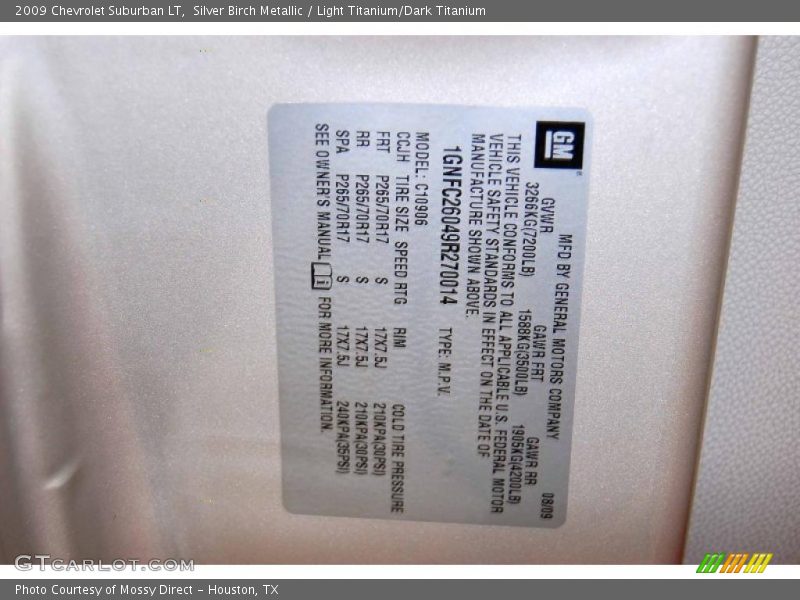 2009 Chevrolet Suburban LT,  Silver Birch Metallic / Light Titanium/Dark Titanium
GM
MFD BY GENERAL MOTORS COMPANY
08/09
GVWR GAWR FRT GAWR RR
3266KG(7200LB) 1588KG(3500LB) 1905KG(4200LB)
THIS VEHICLE CONFORMS TO ALL APPLICABLE U.S. FEDERAL MOTOR
VEHICLE SAFETY STANDARDS IN EFFECT ON THE DATE OF
MANUFACTURE SHOWN ABOVE.
1GNFC26049R270014 TYPE: M.P.V.
MODEL: C10906
CCJH TIRE SIZE SPEED RTG RIM COLD TIRE PRESSURE
FRT P265/70R17 S 17X7.5J 210KPA(30PSI)
RR P265/70R17 S 17X7.5J 210KPA(30PSI)
SPA P265/70R17 S 17X7.5J 240KPA(35PSI)
SEE OWNER'S MANUAL FOR MORE INFORMATION.
GTcarlot.com
Photo Courtesy of Mossy Direct – Houston, TX